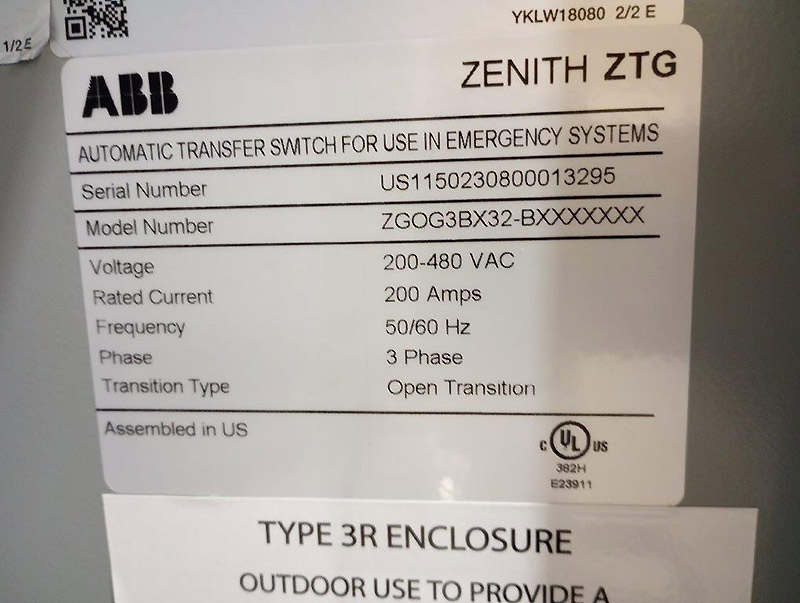 YKLW18080 2/2 E
1/2 E
ABB
ZENITH ZTG
AUTOMATIC TRANSFER SWITCH FOR USE IN EMERGENCY SYSTEMS
Serial Number US1150230800013295
Model Number ZGOG3BX32-BXXXXXXX
Voltage 200-480 VAC
Rated Current 200 Amps
Frequency 50/60 Hz
Phase 3 Phase
Transition Type Open Transition
Assembled in US
C UL US
382H
E23911
TYPE 3R ENCLOSURE
OUTDOOR USE TO PROVIDE A